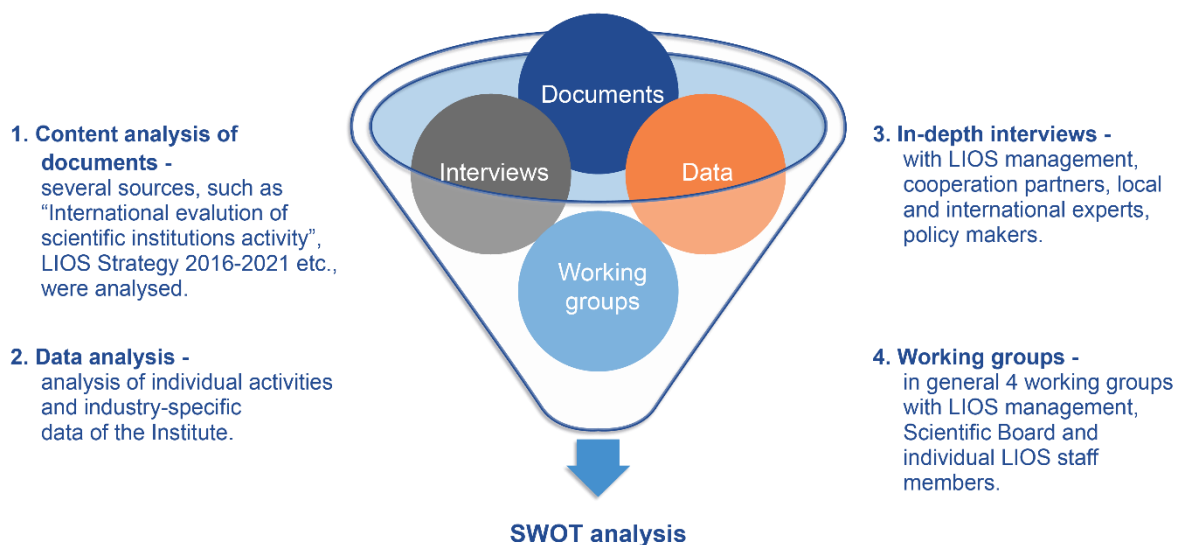 1. Content analysis of
documents -
several sources, such as
“International evalution of
scientific institutions activity”,
LIOS Strategy 2016-2021 etc.,
were analysed.
2. Data analysis -
analysis of individual activities
and industry-specific
data of the Institute.
Documents
Interviews
Data
Working
groups
SWOT analysis
3. In-depth interviews -
with LIOS management,
cooperation partners, local
and international experts,
policy makers.
4. Working groups -
in general 4 working groups
with LIOS management,
Scientific Board and
individual LIOS staff
members.